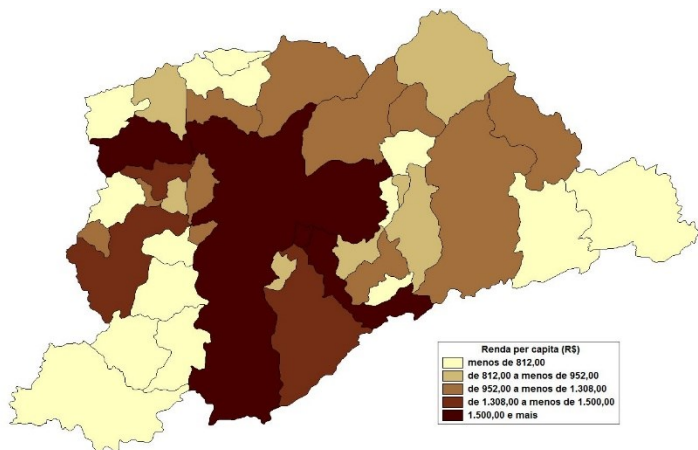 Renda per capita (R$)
menos de 812,00
de 812,00 a menos de 952,00
de 952,00 a menos de 1.308,00
de 1.308,00 a menos de 1.500,00
1.500,00 e mais